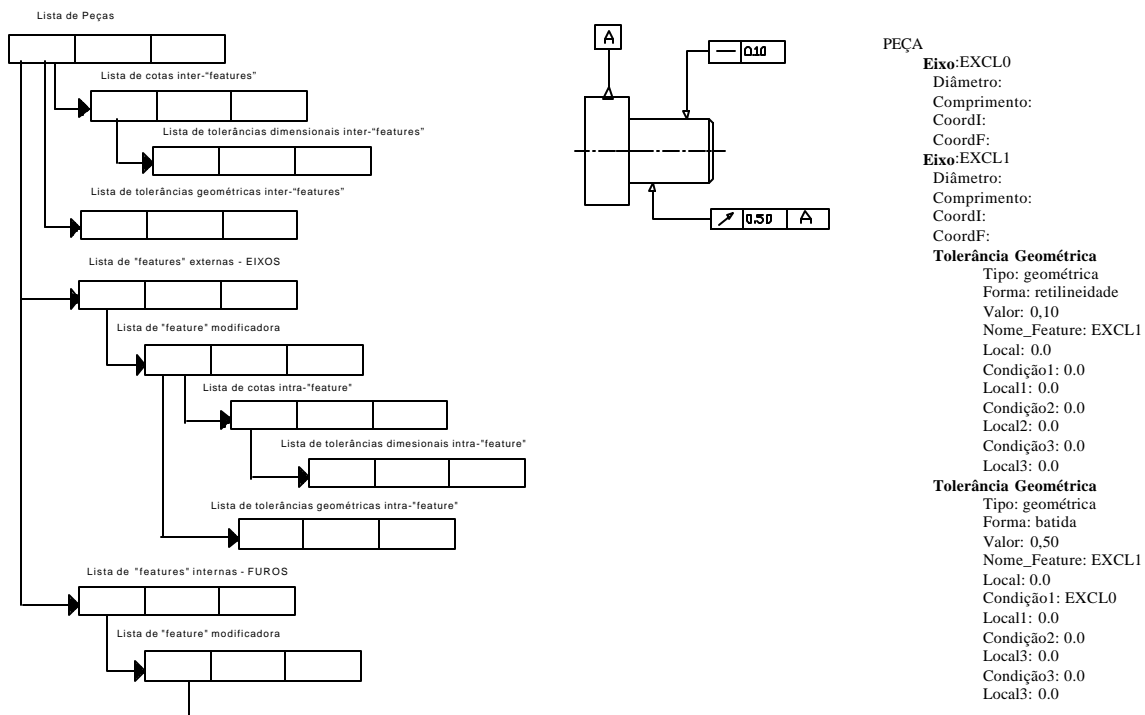 Lista de Peças
Lista de cotas inter-"features"
Lista de tolerâncias dimensionais inter-"features"
Lista de tolerâncias geométricas inter-"features"
Lista de "features" externas - EIXOS
Lista de "feature" modificadora
Lista de cotas intra-"feature"
Lista de tolerâncias dimesionais intra-"feature"
Lista de tolerâncias geométricas intra-"feature"
Lista de "features" internas - FUROS
Lista de "feature" modificadora
A
0.10
0.50 A
PEÇA
Eixo:EXCL0
Diâmetro:
Comprimento:
CoordI:
CoordF:
Eixo:EXCL1
Diâmetro:
Comprimento:
CoordI:
CoordF:
Tolerância Geométrica
Tipo: geométrica
Forma: retilineidade
Valor: 0,10
Nome_Feature: EXCL1
Local: 0.0
Condição1: 0.0
Local1: 0.0
Condição2: 0.0
Local2: 0.0
Condição3: 0.0
Local3: 0.0
Tolerância Geométrica
Tipo: geométrica
Forma: batida
Valor: 0,50
Nome_Feature: EXCL1
Local: 0.0
Condição1: EXCL0
Local1: 0.0
Condição2: 0.0
Local3: 0.0
Condição3: 0.0
Local3: 0.0